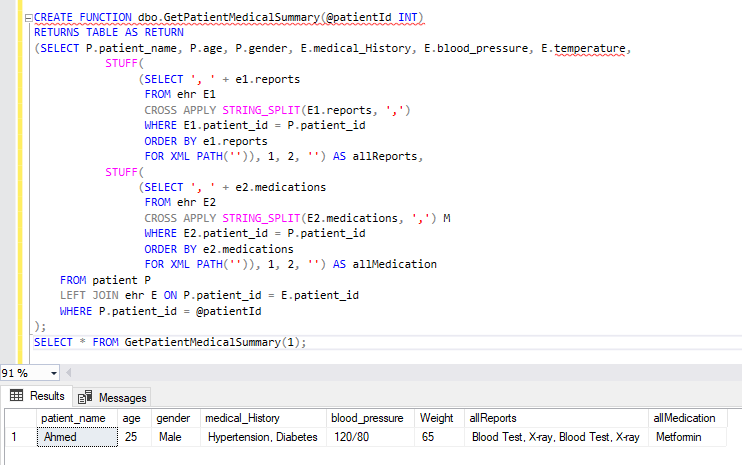 CREATE FUNCTION dbo.GetPatientMedicalSummary(@patientId INT)
RETURNS TABLE AS RETURN
(SELECT P.patient_name, P.age, P.gender, E.medical_History, E.blood_pressure, E.temperature,
STUFF(
(SELECT ', ' + e1.reports
FROM ehr E1
CROSS APPLY STRING_SPLIT(E1.reports, ',')
WHERE E1.patient_id = P.patient_id
ORDER BY e1.reports
FOR XML PATH('')), 1, 2, '') AS allReports,
STUFF(
(SELECT ', ' + e2.medications
FROM ehr E2
CROSS APPLY STRING_SPLIT(E2.medications, ',') M
WHERE E2.patient_id = P.patient_id
ORDER BY e2.medications
FOR XML PATH('')), 1, 2, '') AS allMedication
FROM patient P
LEFT JOIN ehr E ON P.patient_id = E.patient_id
WHERE P.patient_id = @patientId
);
SELECT * FROM GetPatientMedicalSummary(1);
91 %
Results Messages
patient_name age gender medical_History blood_pressure Weight allReports allMedication
1 Ahmed 25 Male Hypertension, Diabetes 120/80 65 Blood Test, X-ray, Blood Test, X-ray Metformin